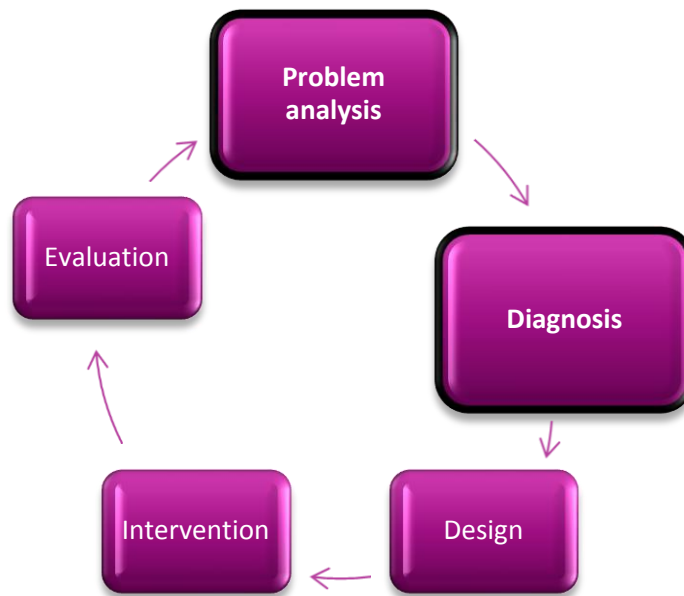 Problem
analysis
Diagnosis
Design
Intervention
Evaluation